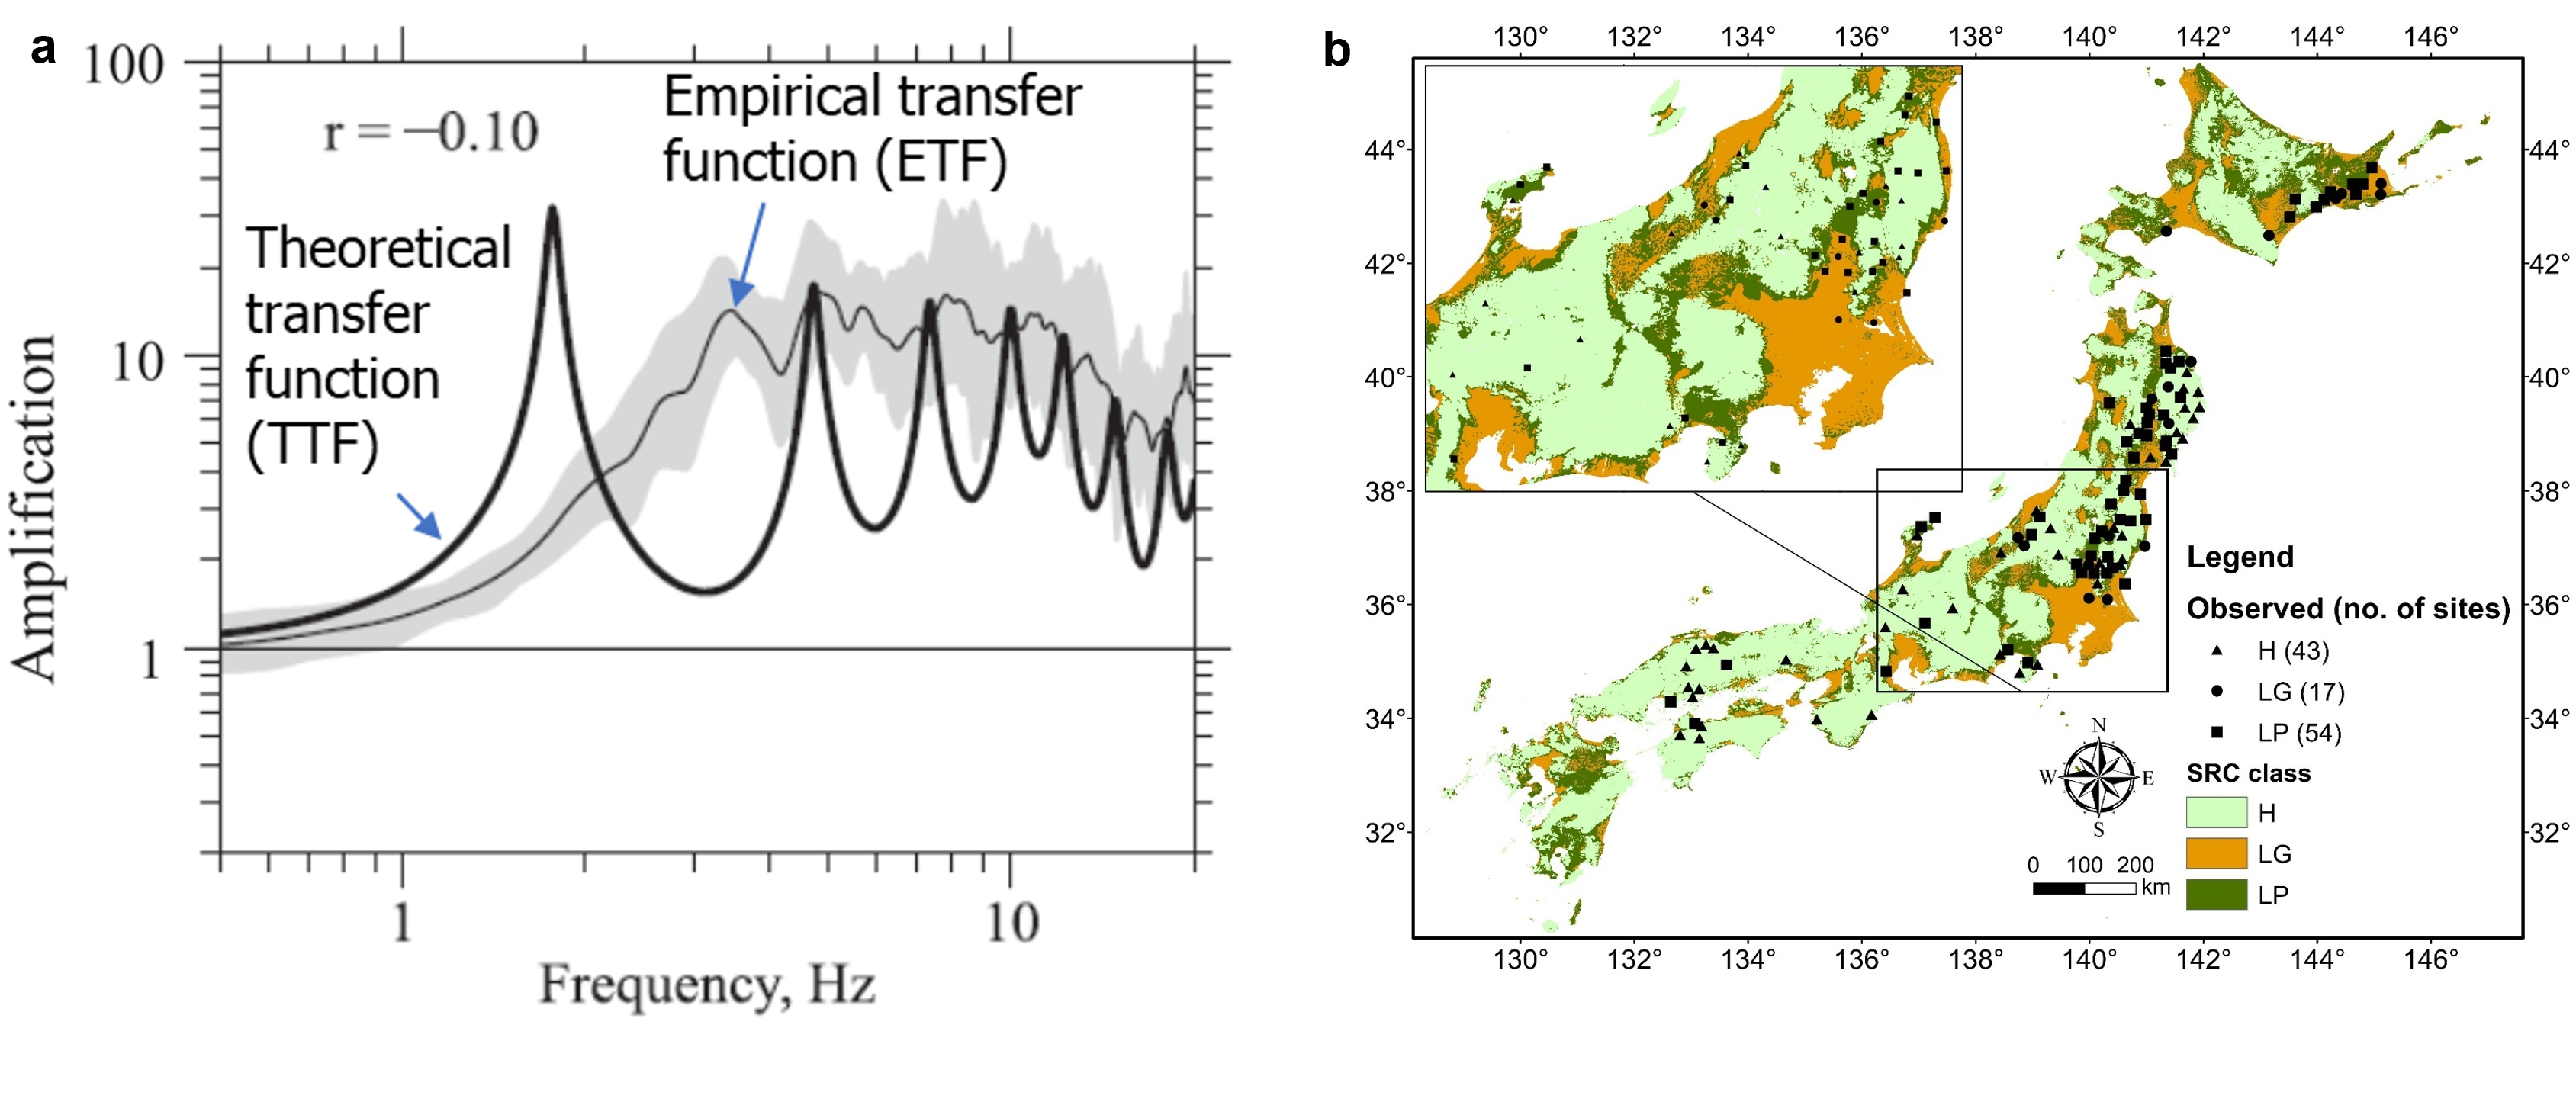 a
100
10
1
r = −0.10
Empirical transfer
function (ETF)
Theoretical
transfer
function
(TTF)
Amplification
1
10
Frequency, Hz
b
130°
132°
134°
136°
138°
140°
142°
144°
146°
44°
42°
40°
38°
36°
34°
32°
44°
42°
40°
38°
36°
34°
32°
Legend
Observed (no. of sites)
H (43)
LG (17)
LP (54)
SRC class
H
LG
LP
N
W
E
S
0 100 200
km
130°
132°
134°
136°
138°
140°
142°
144°
146°